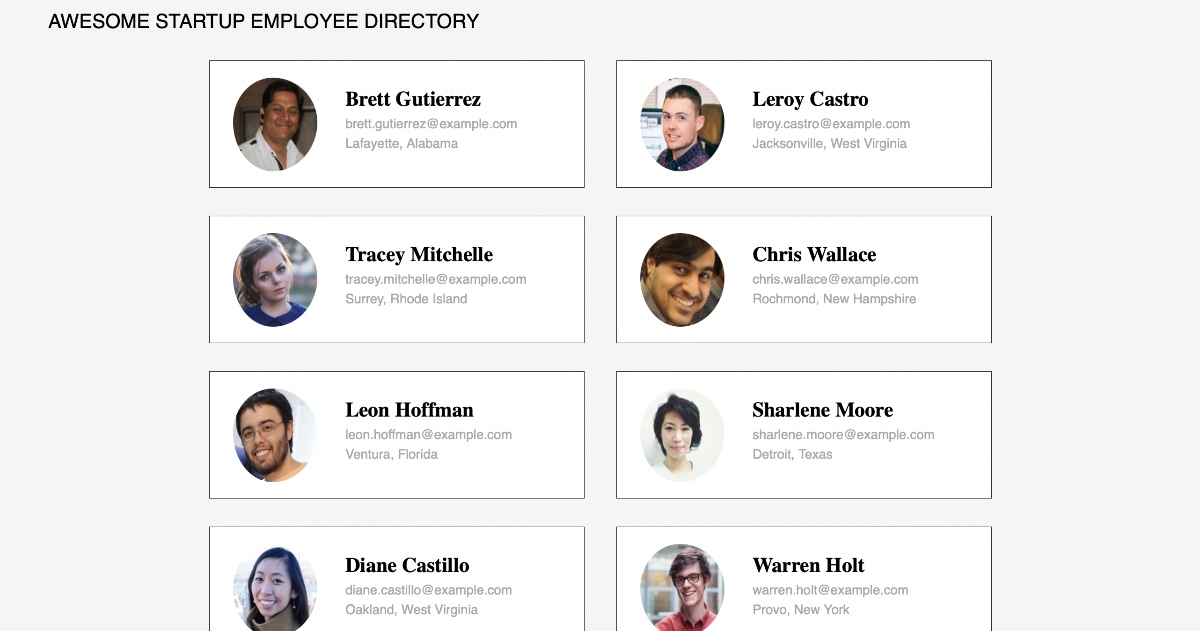 AWESOME STARTUP EMPLOYEE DIRECTORY
Brett Gutierrez
brett.gutierrez@example.com
Lafayette, Alabama
Leroy Castro
leroy.castro@example.com
Jacksonville, West Virginia
Tracey Mitchelle
tracey.mitchelle@example.com
Surrey, Rhode Island
Chris Wallace
chris.wallace@example.com
Rochmond, New Hampshire
Leon Hoffman
leon.hoffman@example.com
Ventura, Florida
Sharlene Moore
sharlene.moore@example.com
Detroit, Texas
Diane Castillo
diane.castillo@example.com
Oakland, West Virginia
Warren Holt
warren.holt@example.com
Provo, New York